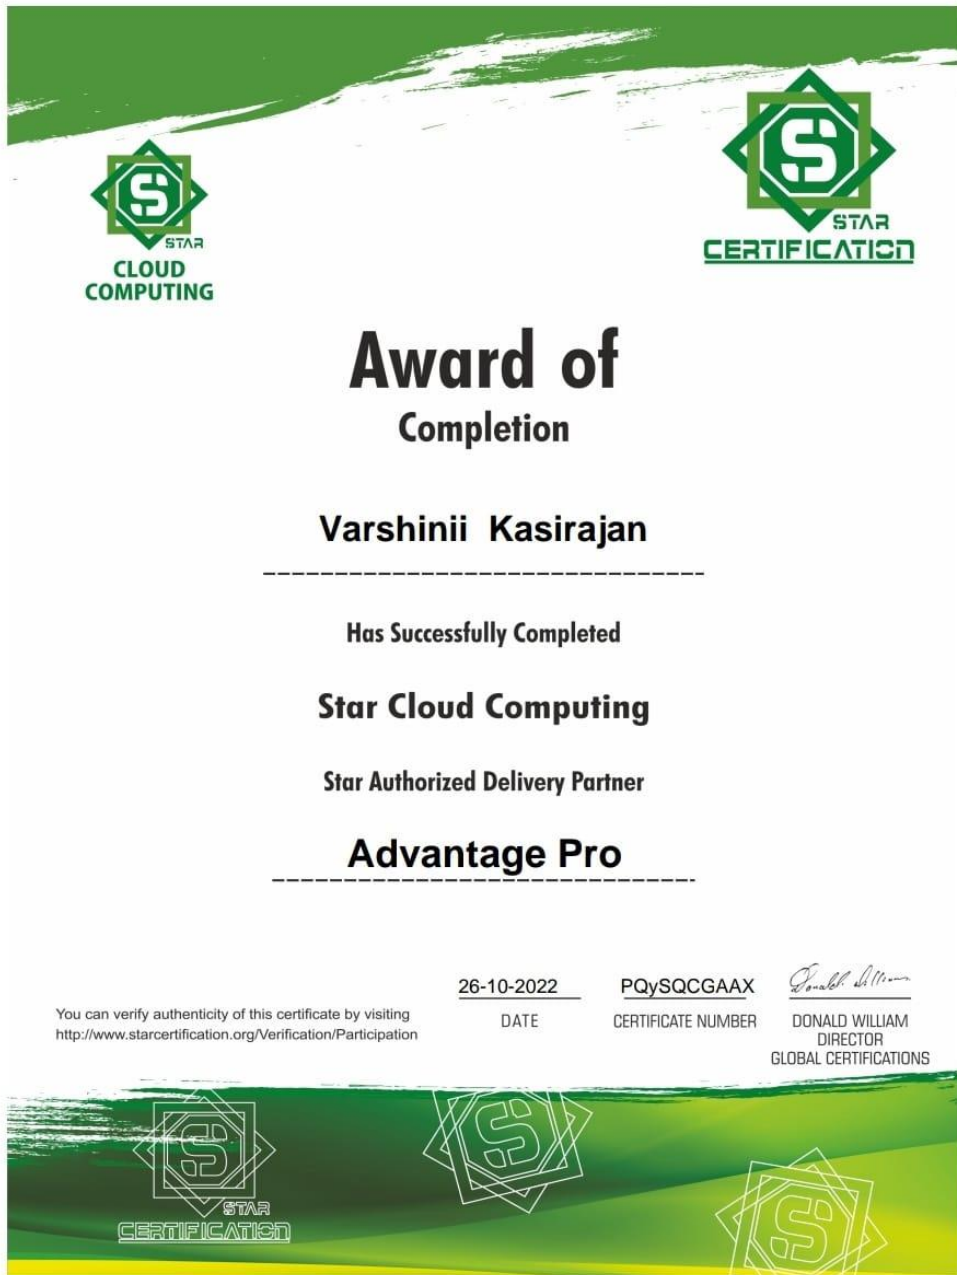 STAR
CLOUD
COMPUTING
STAR
CERTIFICATION
Award of
Completion
Varshinii Kasirajan
Has Successfully Completed
Star Cloud Computing
Star Authorized Delivery Partner
Advantage Pro
You can verify authenticity of this certificate by visiting
http://www.starcertification.org/Verification/Participation
26-10-2022
DATE
PQySQCGAAX
CERTIFICATE NUMBER
Donald William
DONALD WILLIAM
DIRECTOR
GLOBAL CERTIFICATIONS
STAR
CERTIFICATION